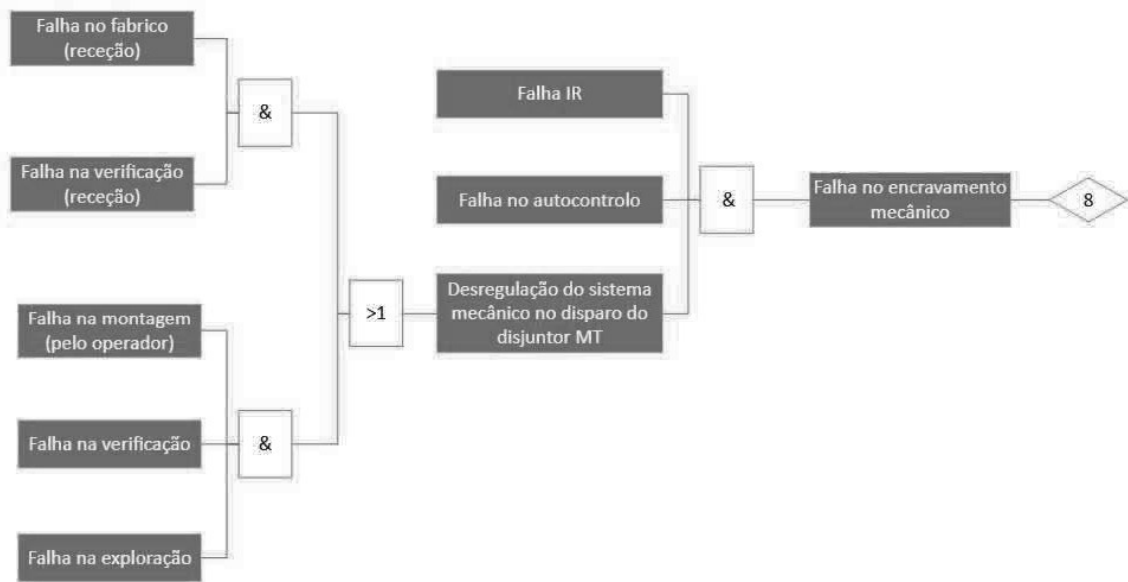 Falha no fabrico
(receção)
&
Falha na verificação
(receção)
Falha IR
Falha no autocontrolo
&
Falha no encravamento
mecânico
8
>1
Desregulação do sistema
mecânico no disparo do
disjuntor MT
Falha na montagem
(pelo operador)
Falha na verificação
&
Falha na exploração